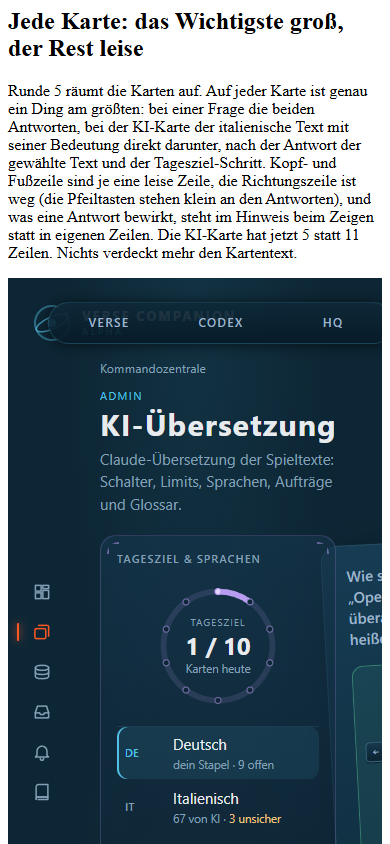 Jede Karte: das Wichtigste groß,
der Rest leise
Runde 5 räumt die Karten auf. Auf jeder Karte ist genau
ein Ding am größten: bei einer Frage die beiden
Antworten, bei der KI-Karte der italienische Text mit
seiner Bedeutung direkt darunter, nach der Antwort der
gewählte Text und der Tagesziel-Schritt. Kopf- und
Fußzeile sind je eine leise Zeile, die Richtungszeile ist
weg (die Pfeiltasten stehen klein an den Antworten), und
was eine Antwort bewirkt, steht im Hinweis beim Zeigen
statt in eigenen Zeilen. Die KI-Karte hat jetzt 5 statt 11
Zeilen. Nichts verdeckt mehr den Kartentext.
VERSE COMPANION
ALPHA
VERSE CODEX HQ
Kommandozentrale
ADMIN
KI-Übersetzung
Claude-Übersetzung der Spieltexte:
Schalter, Limits, Sprachen, Aufträge
und Glossar.
TAGESZIEL & SPRACHEN
TAGESZIEL
1 / 10
Karten heute
Wie s
„Ope
übera
heiße
DE Deutsch
dein Stapel · 9 offen
IT Italienisch
67 von KI · 3 unsicher